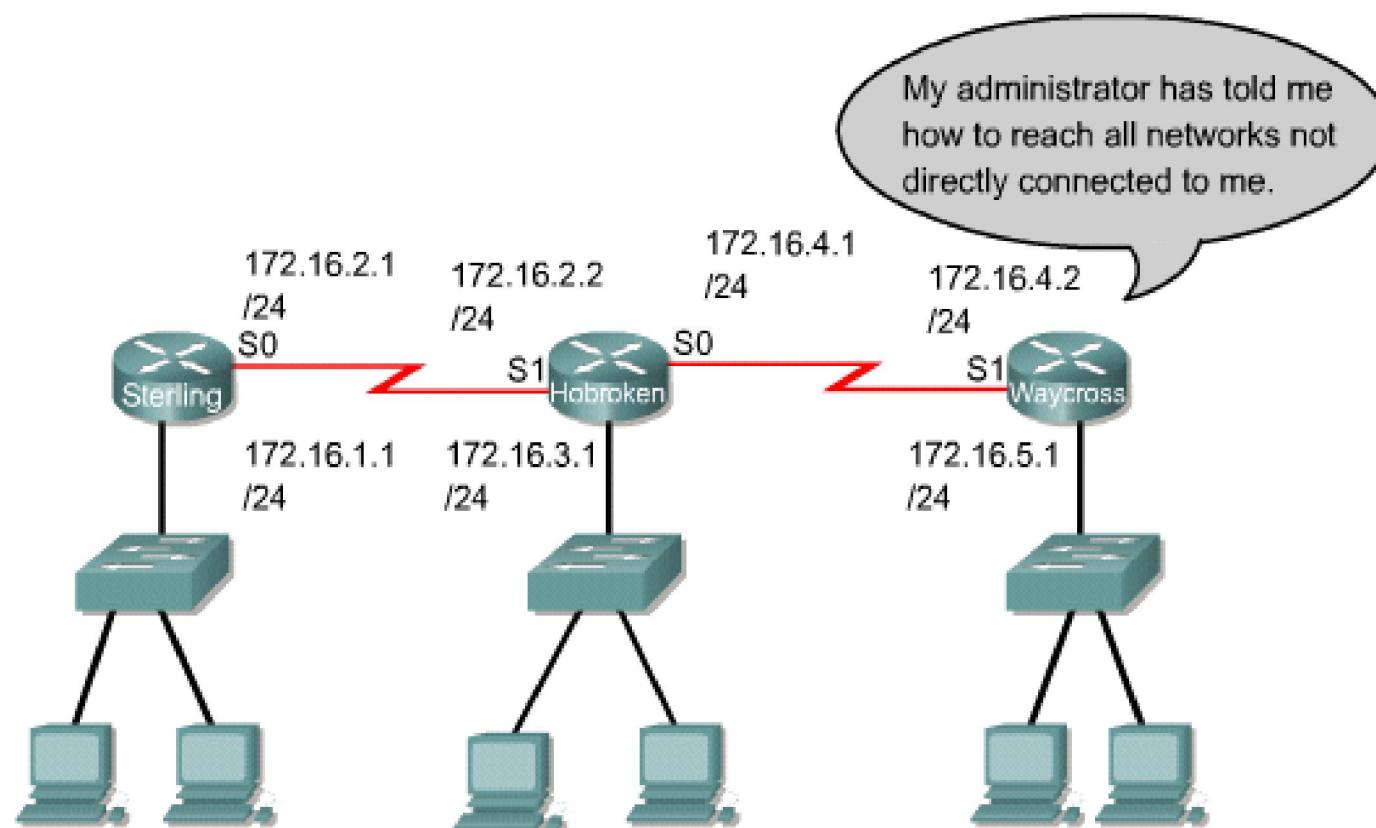 My administrator has told me
how to reach all networks not
directly connected to me.
172.16.2.1
/24
S0
172.16.2.2
/24
S1
172.16.4.1
/24
S0
172.16.4.2
/24
S1
Sterling
Hobroken
Waycross
172.16.1.1
/24
172.16.3.1
/24
172.16.5.1
/24